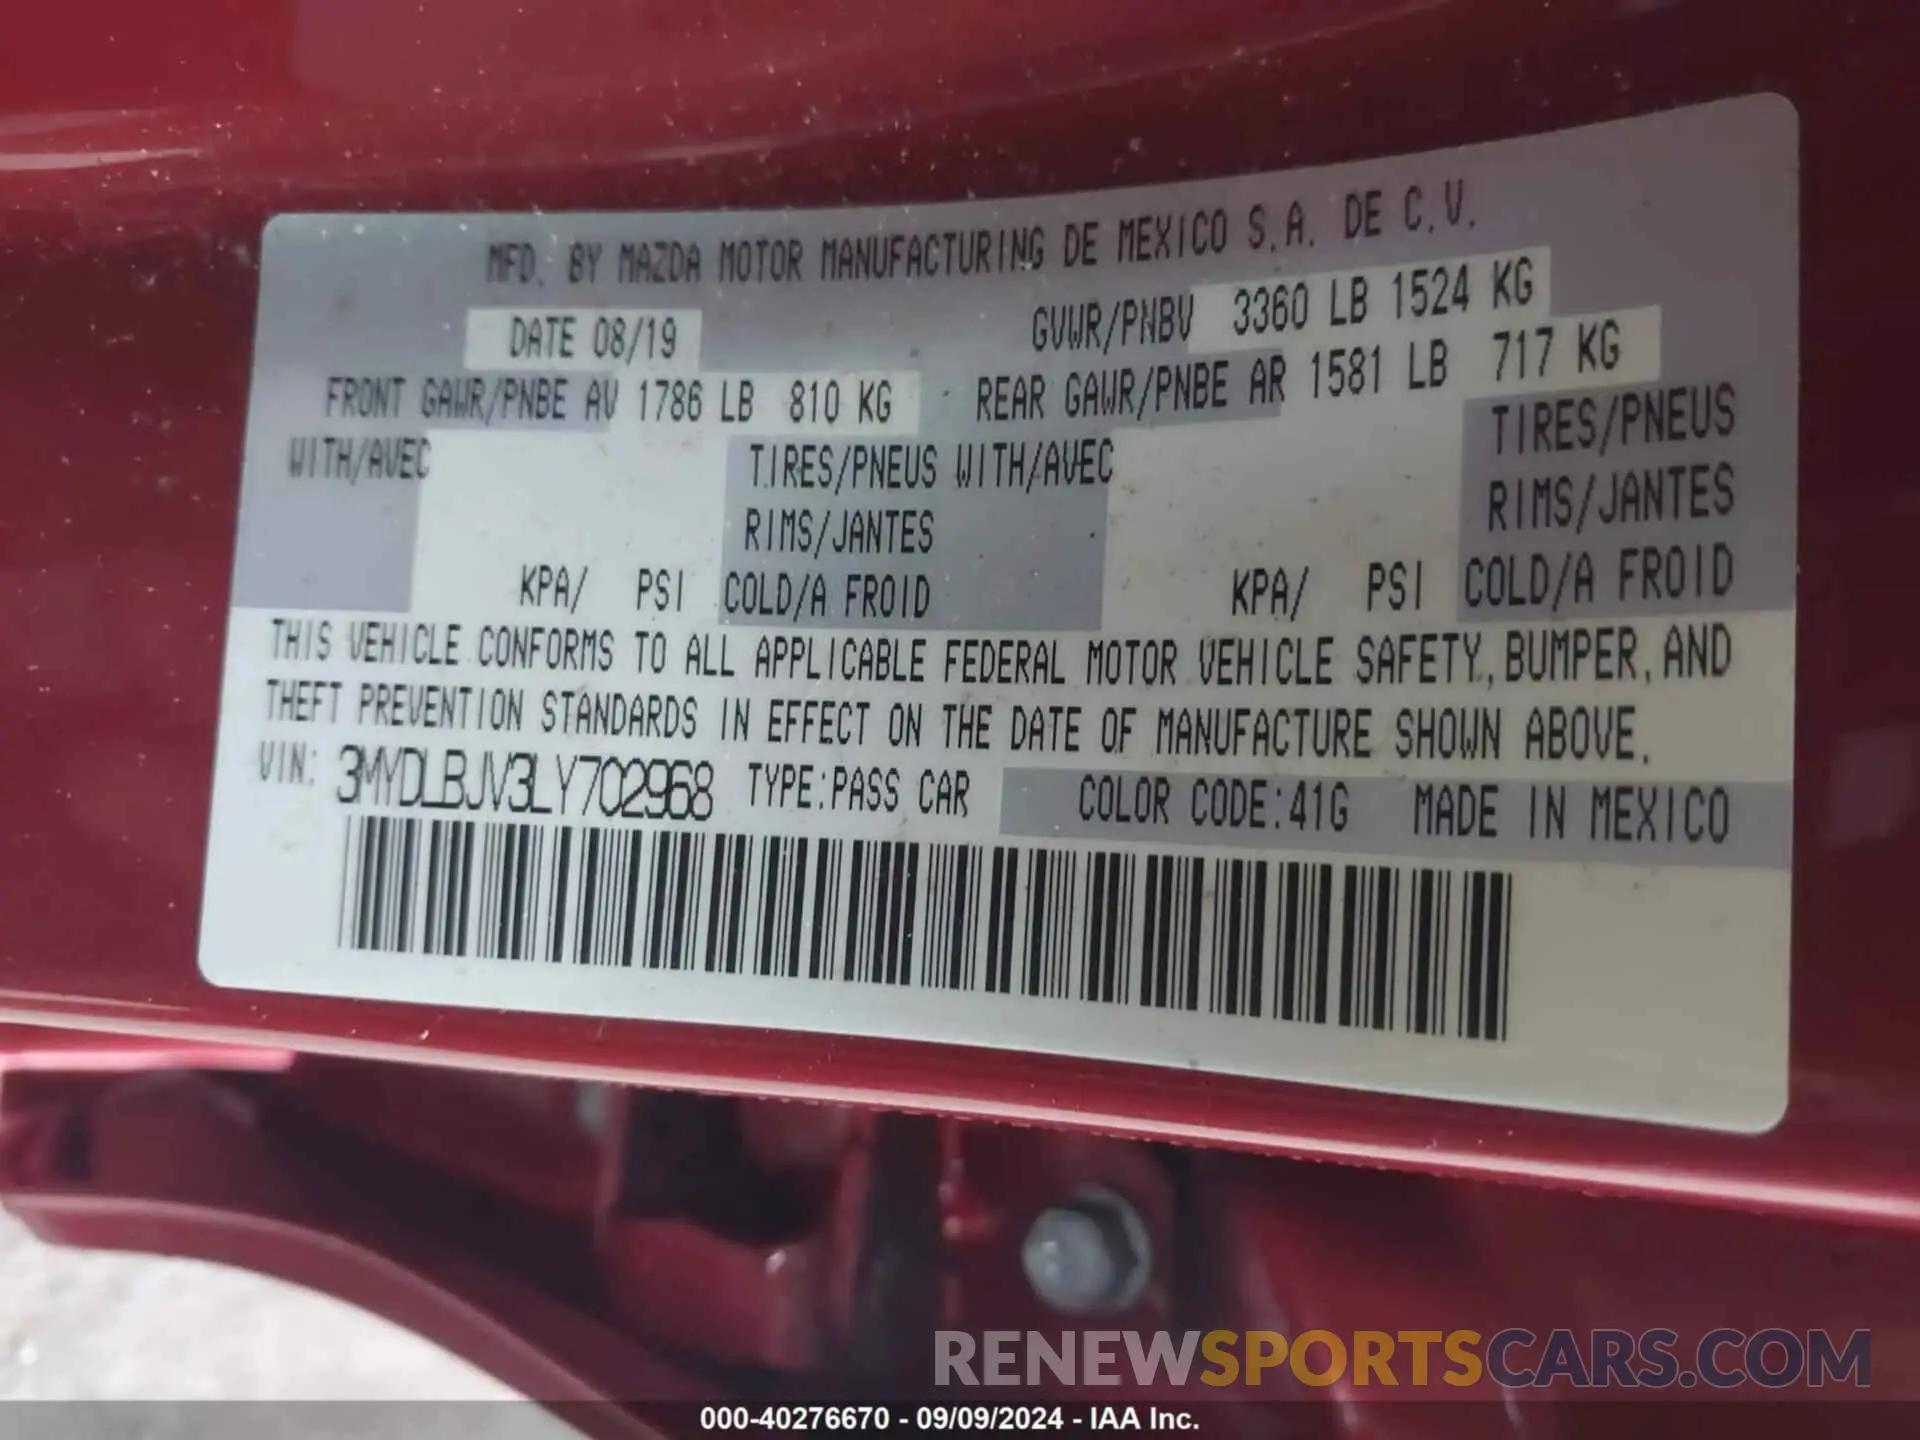 MFD. BY MAZDA MOTOR MANUFACTURING DE MEXICO S.A. DE C.V.
DATE 08/19 GVWR/PNBV 3360 LB 1524 KG
FRONT GAWR/PNBE AV 1786 LB 810 KG REAR GAWR/PNBE AR 1581 LB 717 KG
WITH/AVEC TIRES/PNEUS WITH/AVEC TIRES/PNEUS
RIMS/JANTES RIMS/JANTES
KPA/ PSI COLD/A FROID KPA/ PSI COLD/A FROID
THIS VEHICLE CONFORMS TO ALL APPLICABLE FEDERAL MOTOR VEHICLE SAFETY, BUMPER, AND
THEFT PREVENTION STANDARDS IN EFFECT ON THE DATE OF MANUFACTURE SHOWN ABOVE.
VIN: 3MYDLBJV3LY702968 TYPE:PASS CAR COLOR CODE:41G MADE IN MEXICO
RENEWSPORTSCARS.COM
000-40276670 - 09/09/2024 - IAA Inc.